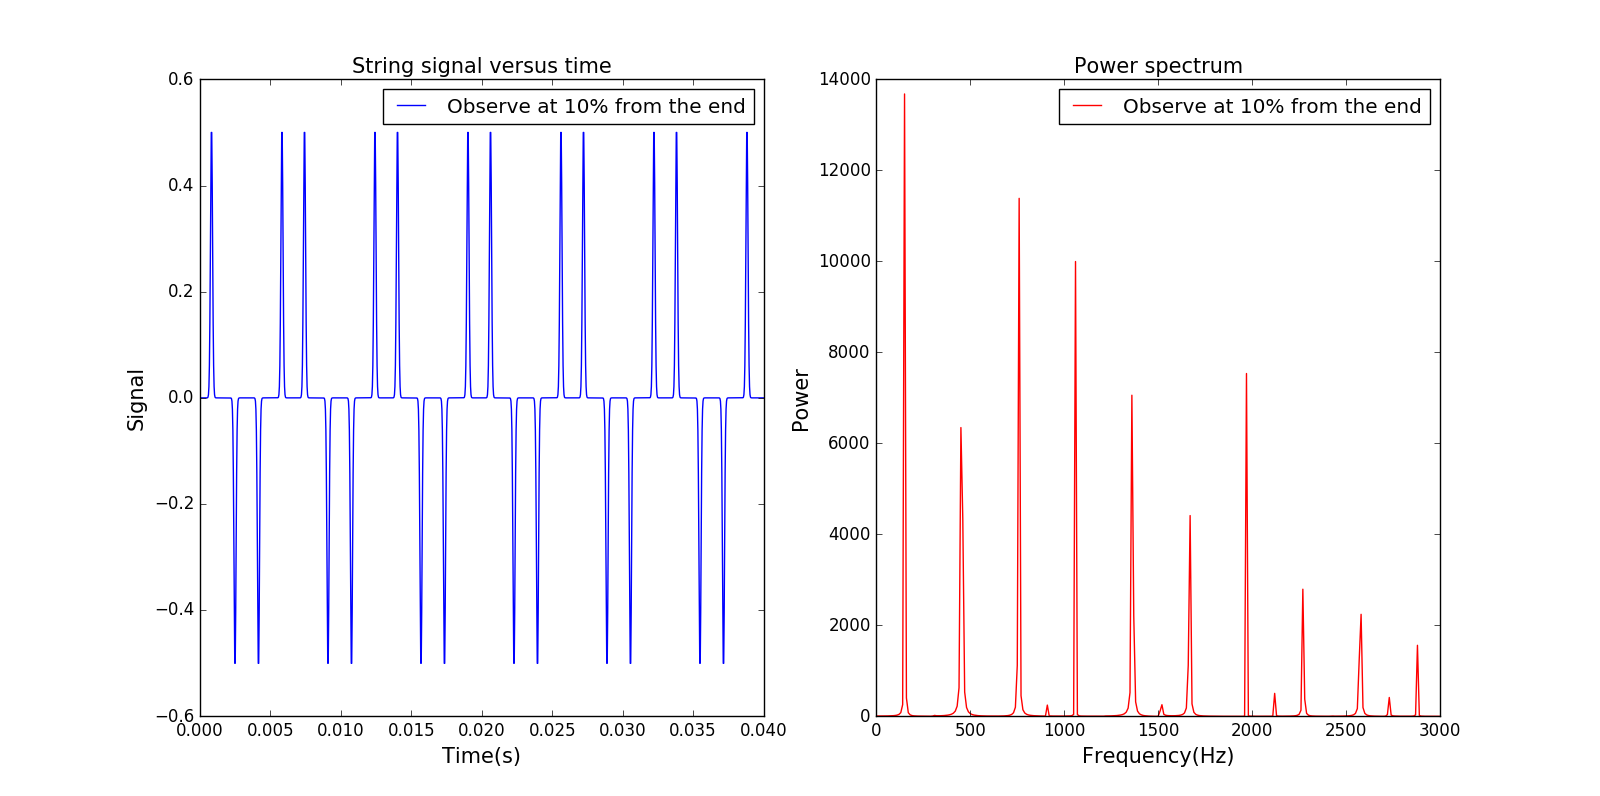 String signal versus time
Observe at 10% from the end
Signal
0.6
0.4
0.2
0.0
−0.2
−0.4
−0.6
0.000 0.005 0.010 0.015 0.020 0.025 0.030 0.035 0.040
Time(s)
Power spectrum
Observe at 10% from the end
Power
14000
12000
10000
8000
6000
4000
2000
0
0 500 1000 1500 2000 2500 3000
Frequency(Hz)